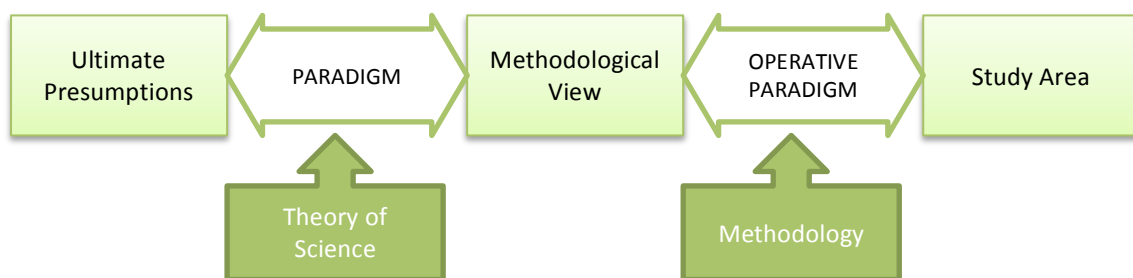 Ultimate
Presumptions
PARADIGM
Methodological
View
OPERATIVE
PARADIGM
Study Area
Theory of
Science
Methodology